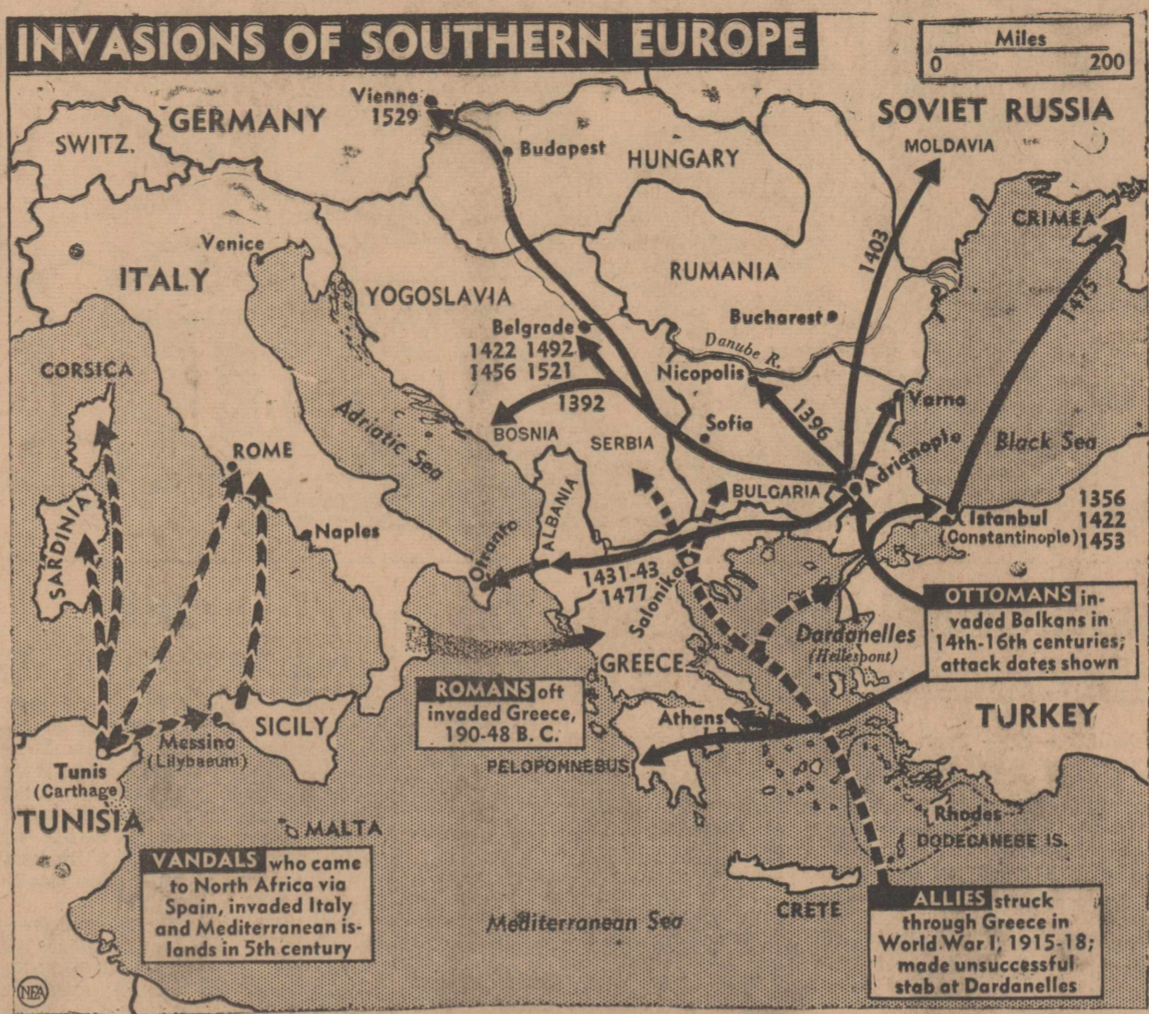 INVASIONS OF SOUTHERN EUROPE
Miles
0 200
SWITZ.
GERMANY
Vienna
1529
Budapest
HUNGARY
SOVIET RUSSIA
MOLDAVIA
CRIMEA
1403
1475
Venice
ITALY
YOGOSLAVIA
RUMANIA
Bucharest
Belgrade
1422 1492
1456 1521
Danube R.
Nicopolis
1396
Varna
CORSICA
1392
BOSNIA
SERBIA
Sofia
Adrianople
Black Sea
Adriatic Sea
ROME
ALBANIA
BULGARIA
SARDINIA
Naples
Otranto
1431-43
1477
Salonika
Istanbul
(Constantinople)
1356
1422
1453
OTTOMANS in-
vaded Balkans in
14th-16th centuries;
attack dates shown
Dardanelles
(Hellespont)
GREECE
ROMANS oft
invaded Greece,
190-48 B. C.
Athens
TURKEY
PELOPONNEBUS
SICILY
Messino
(Lilybaeum)
Tunis
(Carthage)
TUNISIA
MALTA
Rhodes
DODECANESE IS.
VANDALS who came
to North Africa via
Spain, invaded Italy
and Mediterranean is-
lands in 5th century
Mediterranean Sea
CRETE
ALLIES struck
through Greece in
World War I, 1915-18;
made unsuccessful
stab at Dardanelles
NEA